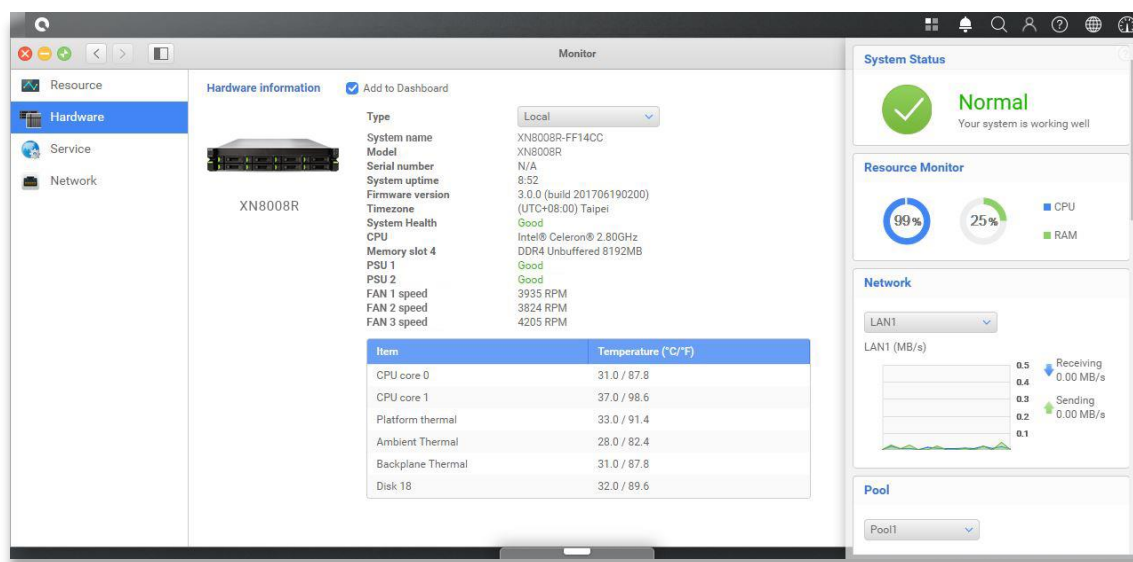 Monitor
Resource
Hardware
Service
Network
Hardware information
Add to Dashboard
XN8008R
Type Local
System name XN8008R-FF14CC
Model XN8008R
Serial number N/A
System uptime 8:52
Firmware version 3.0.0 (build 201706190200)
Timezone (UTC+08:00) Taipei
System Health Good
CPU Intel® Celeron® 2.80GHz
Memory slot 4 DDR4 Unbuffered 8192MB
PSU 1 Good
PSU 2 Good
FAN 1 speed 3935 RPM
FAN 2 speed 3824 RPM
FAN 3 speed 4205 RPM
Item Temperature (°C/°F)
CPU core 0 31.0 / 87.8
CPU core 1 37.0 / 98.6
Platform thermal 33.0 / 91.4
Ambient Thermal 28.0 / 82.4
Backplane Thermal 31.0 / 87.8
Disk 18 32.0 / 89.6
System Status
Normal
Your system is working well
Resource Monitor
99% 25%
CPU
RAM
Network
LAN1
LAN1 (MB/s)
0.5
0.4
0.3
0.2
0.1
Receiving
0.00 MB/s
Sending
0.00 MB/s
Pool
Pool1